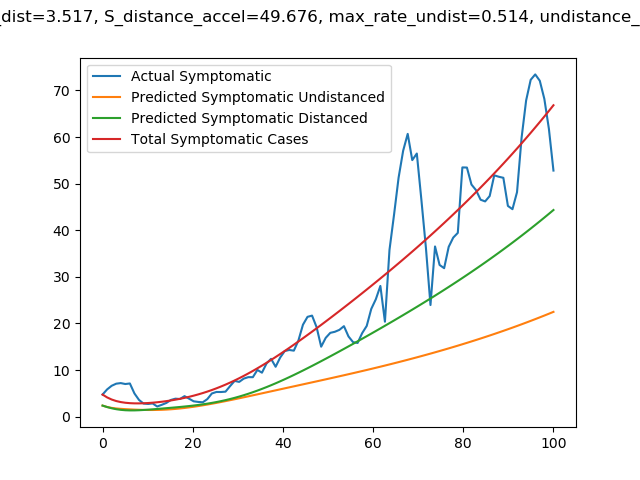 _dist=3.517, S_distance_accel=49.676, max_rate_undist=0.514, undistance_
Actual Symptomatic
Predicted Symptomatic Undistanced
Predicted Symptomatic Distanced
Total Symptomatic Cases
70
60
50
40
30
20
10
0
0 20 40 60 80 100